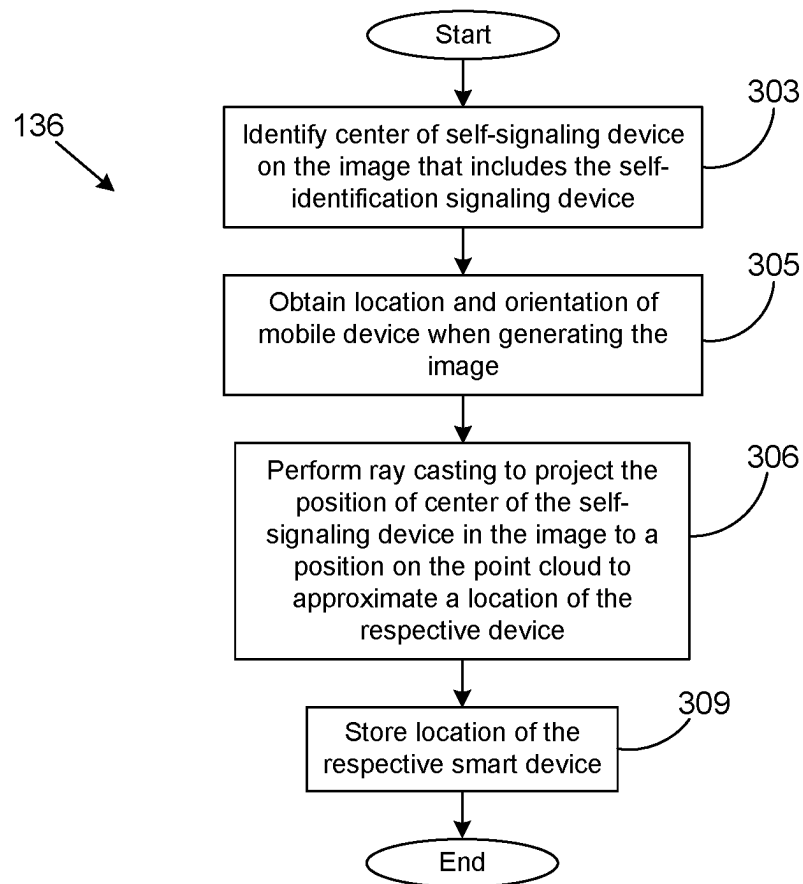 Start
303
136
Identify center of self-signaling device
on the image that includes the self-
identification signaling device
305
Obtain location and orientation of
mobile device when generating the
image
306
Perform ray casting to project the
position of center of the self-
signaling device in the image to a
position on the point cloud to
approximate a location of the
respective device
309
Store location of the
respective smart device
End